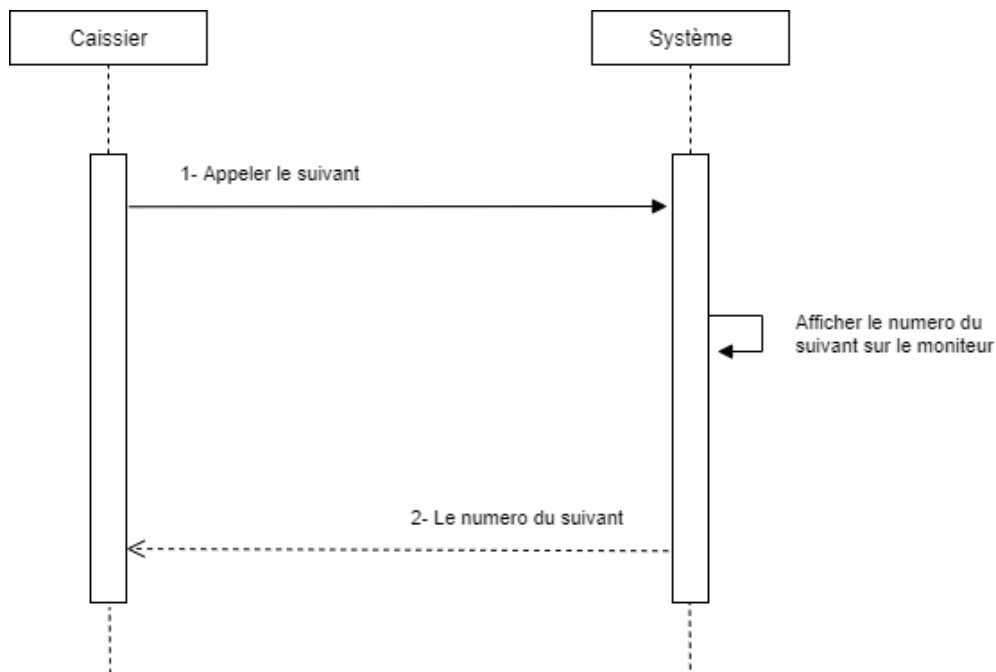 Caissier
Système
1- Appeler le suivant
Afficher le numero du
suivant sur le moniteur
2- Le numero du suivant